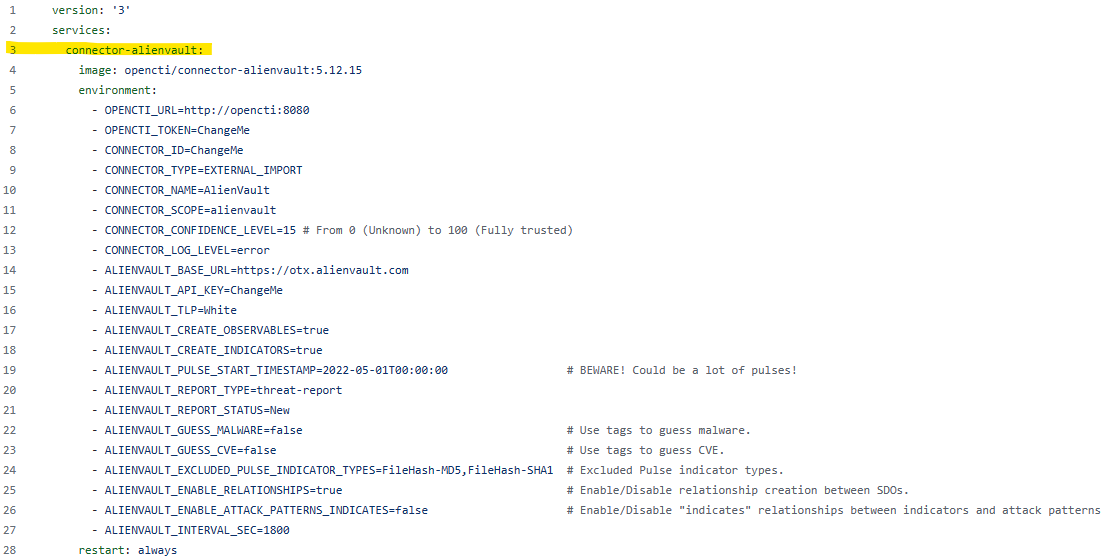 1 version: '3'
2 services:
3 connector-alienvault:
4 image: opencti/connector-alienvault:5.12.15
5 environment:
6 - OPENCTI_URL=http://opencti:8080
7 - OPENCTI_TOKEN=ChangeMe
8 - CONNECTOR_ID=ChangeMe
9 - CONNECTOR_TYPE=EXTERNAL_IMPORT
10 - CONNECTOR_NAME=AlienVault
11 - CONNECTOR_SCOPE=alienvault
12 - CONNECTOR_CONFIDENCE_LEVEL=15 # From 0 (Unknown) to 100 (Fully trusted)
13 - CONNECTOR_LOG_LEVEL=error
14 - ALIENVAULT_BASE_URL=https://otx.alienvault.com
15 - ALIENVAULT_API_KEY=ChangeMe
16 - ALIENVAULT_TLP=White
17 - ALIENVAULT_CREATE_OBSERVABLES=true
18 - ALIENVAULT_CREATE_INDICATORS=true
19 - ALIENVAULT_PULSE_START_TIMESTAMP=2022-05-01T00:00:00 # BEWARE! Could be a lot of pulses!
20 - ALIENVAULT_REPORT_TYPE=threat-report
21 - ALIENVAULT_REPORT_STATUS=New
22 - ALIENVAULT_GUESS_MALWARE=false # Use tags to guess malware.
23 - ALIENVAULT_GUESS_CVE=false # Use tags to guess CVE.
24 - ALIENVAULT_EXCLUDED_PULSE_INDICATOR_TYPES=FileHash-MD5,FileHash-SHA1 # Excluded Pulse indicator types.
25 - ALIENVAULT_ENABLE_RELATIONSHIPS=true # Enable/Disable relationship creation between SDOs.
26 - ALIENVAULT_ENABLE_ATTACK_PATTERNS_INDICATES=false # Enable/Disable "indicates" relationships between indicators and attack patterns
27 - ALIENVAULT_INTERVAL_SEC=1800
28 restart: always